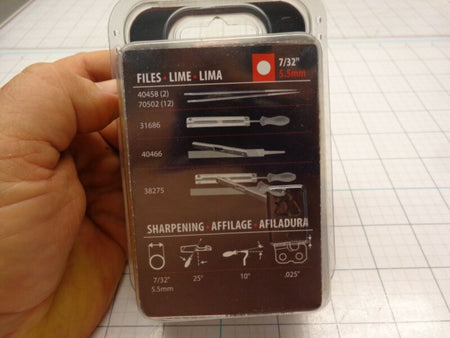 FILES • LIME • LIMA
7/32"
5.5mm
40458 (2)
70502 (12)
31686
40466
38275
SHARPENING • AFFILAGE • AFILADURA
7/32" 25° 10° .025"
5.5mm